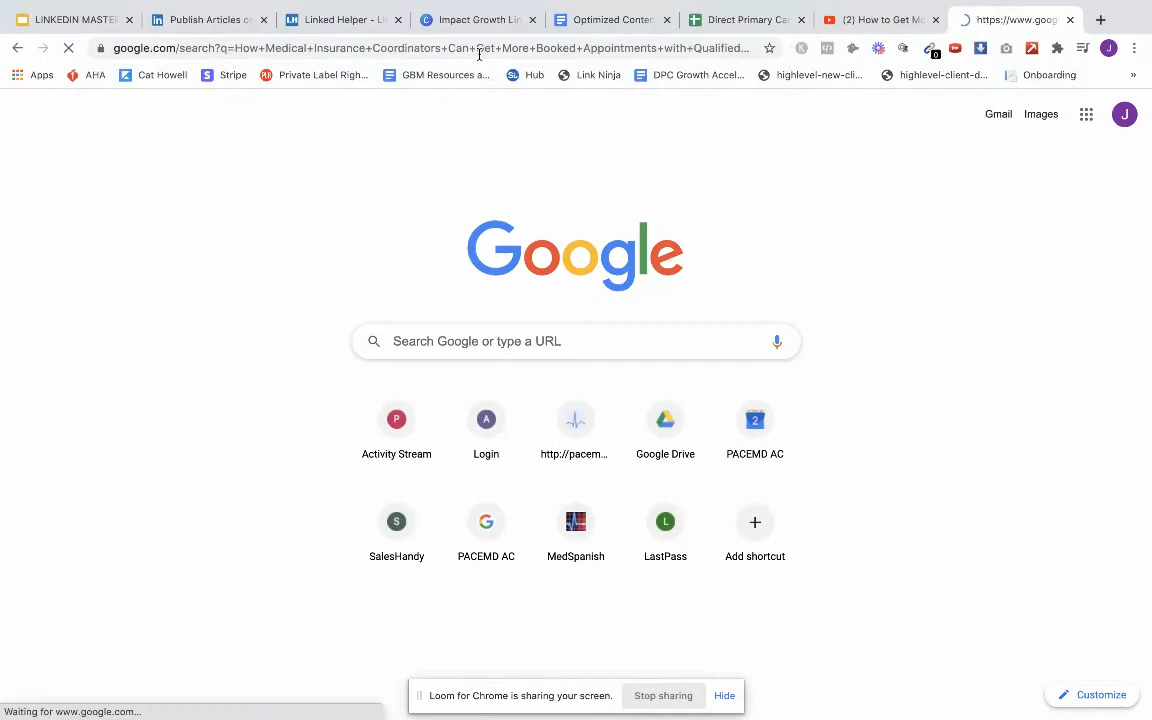 LINKEDIN MASTER
Publish Articles on
Linked Helper - Li
Impact Growth Lin
Optimized Conten
Direct Primary Car
(2) How to Get Mo
https://www.goog
google.com/search?q=How+Medical+Insurance+Coordinators+Can+Get+More+Booked+Appointments+with+Qualified...
Apps
AHA
Cat Howell
Stripe
Private Label Righ...
GBM Resources a...
Hub
Link Ninja
DPC Growth Accel...
highlevel-new-cli...
highlevel-client-d...
Onboarding
»
Gmail
Images
J
Google
Search Google or type a URL
P
Activity Stream
A
Login
http://pacem...
Google Drive
2
PACEMD AC
S
SalesHandy
G
PACEMD AC
MedSpanish
L
LastPass
Add shortcut
Loom for Chrome is sharing your screen.
Stop sharing
Hide
Customize
Waiting for www.google.com...